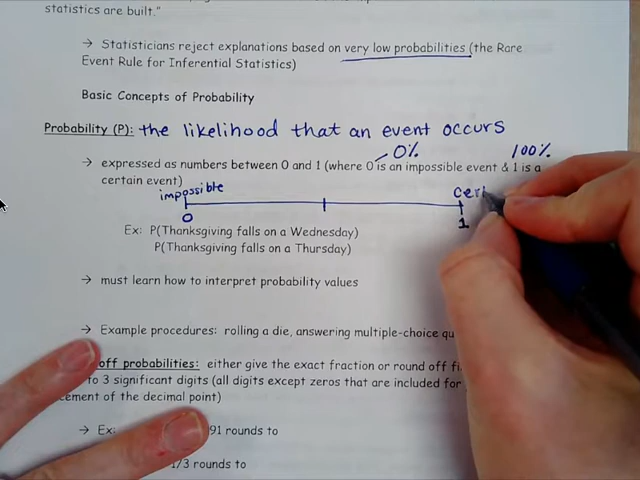 statistics are built."
→ Statisticians reject explanations based on very low probabilities (the Rare
Event Rule for Inferential Statistics)
Basic Concepts of Probability
Probability (P): the likelihood that an event occurs
0% 100%
→ expressed as numbers between 0 and 1 (where 0 is an impossible event & 1 is a
certain event)
impossible cert
0 1
Ex: P(Thanksgiving falls on a Wednesday)
P(Thanksgiving falls on a Thursday)
→ must learn how to interpret probability values
→ Example procedures: rolling a die, answering multiple-choice qu
off probabilities: either give the exact fraction or round off fi
to 3 significant digits (all digits except zeros that are included for
cement of the decimal point)
→ Ex: 91 rounds to
1/3 rounds to